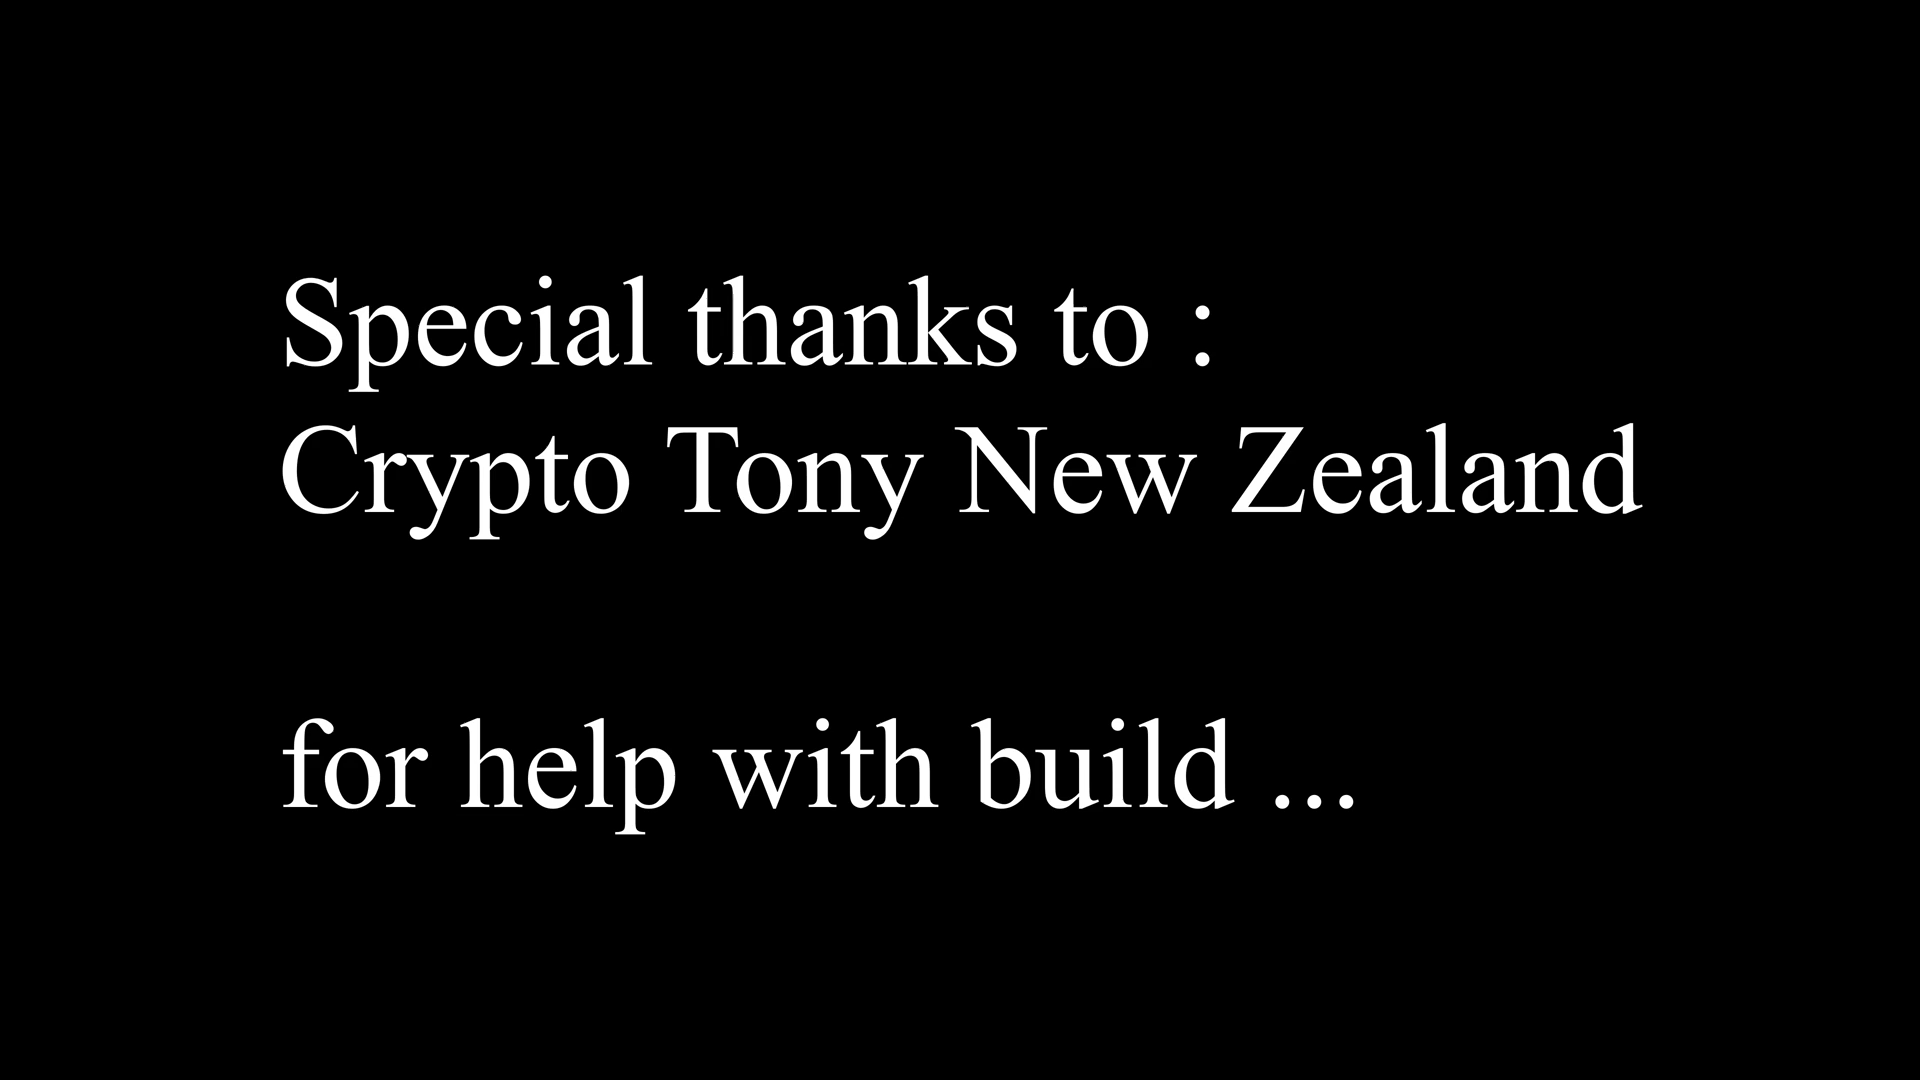 Special thanks to :
Crypto Tony New Zealand
for help with build ...